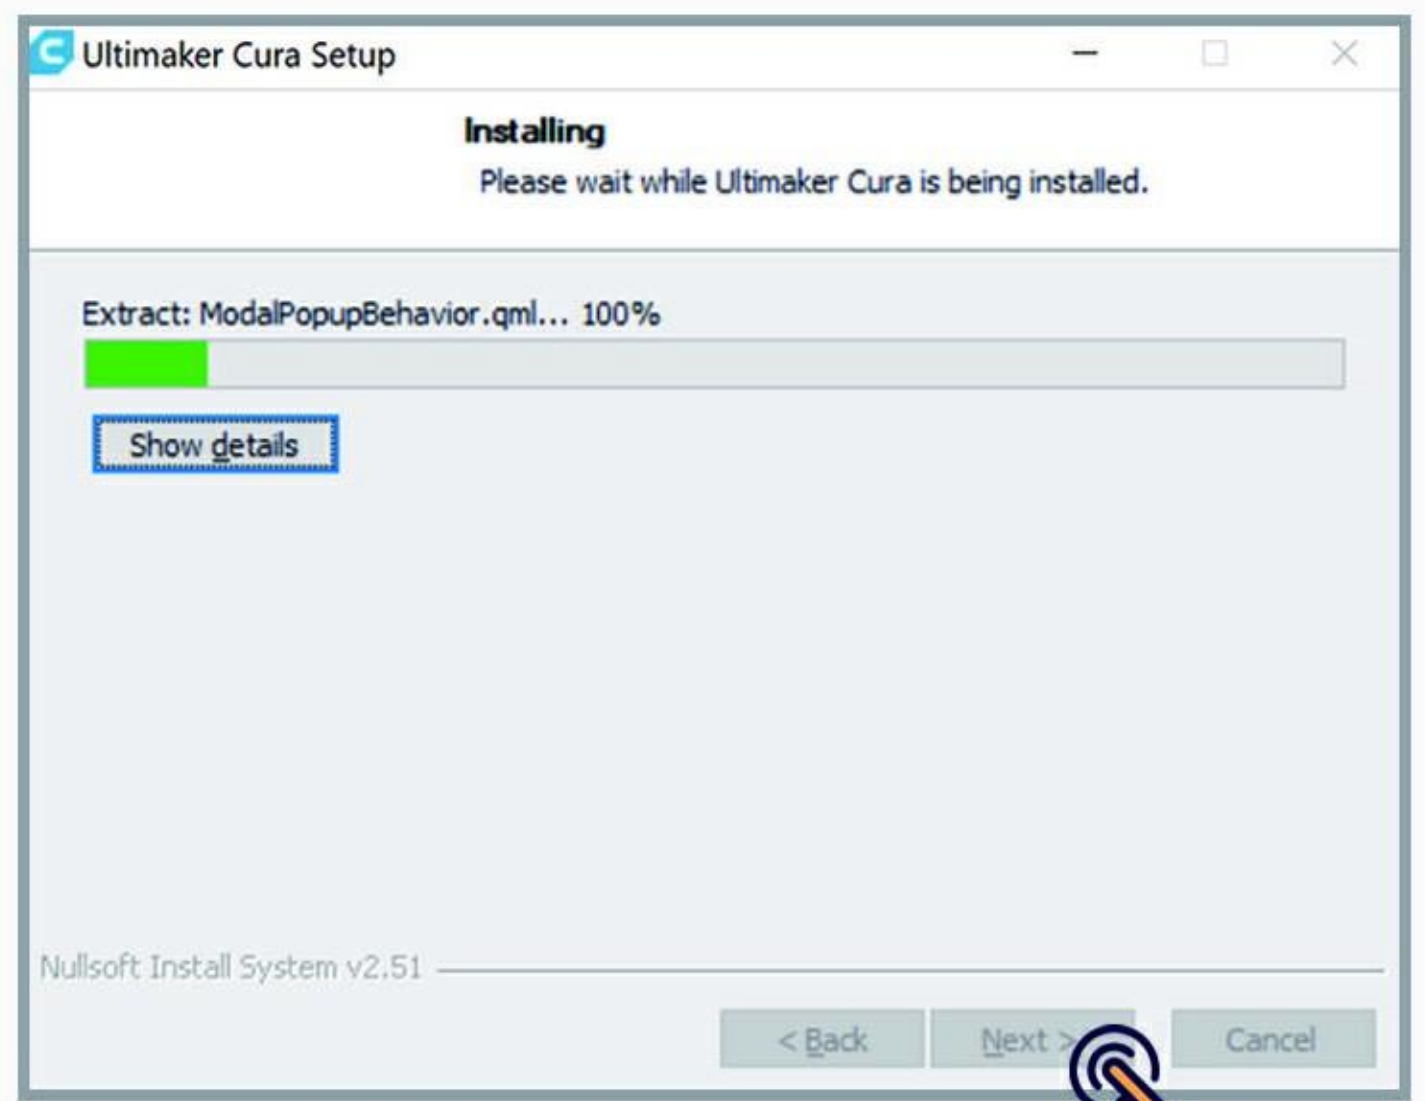 Ultimaker Cura Setup
Installing
Please wait while Ultimaker Cura is being installed.
Extract: ModalPopupBehavior.qml... 100%
Show details
Nullsoft Install System v2.51
< Back Next > Cancel